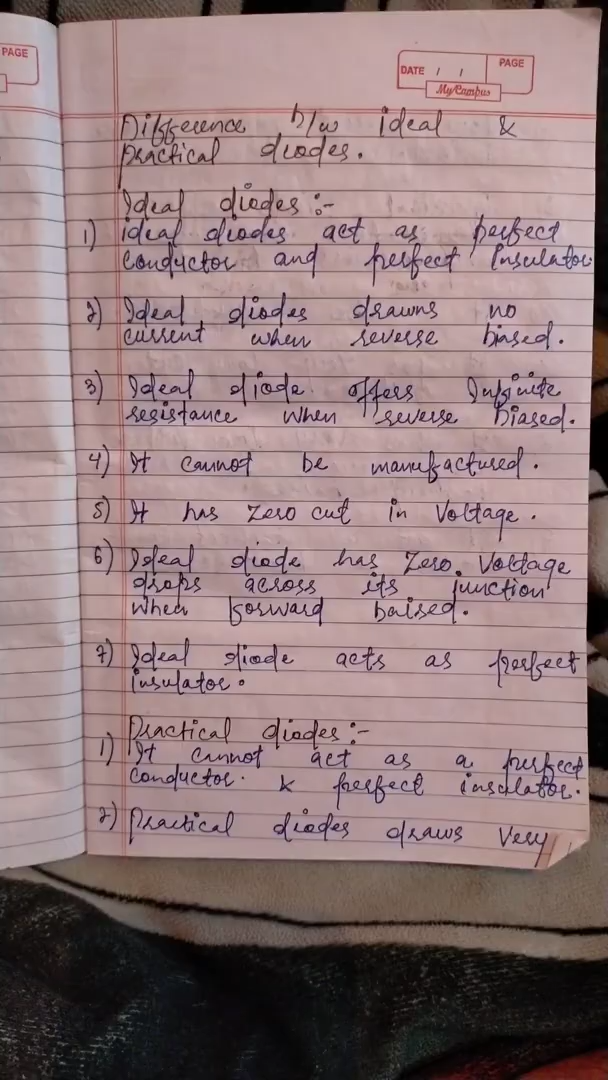 PAGE
DATE / / PAGE
My Campus
Difference b/w ideal &
practical diodes.
Ideal diodes :-
1) ideal diodes act as perfect
conductor and perfect Insulator
2) Ideal diodes drawns no
current when reverse biased.
3) Ideal diode offers Infinite
resistance when reverse biased.
4) It cannot be manufactured.
5) It has zero cut in Voltage.
6) Ideal diode has zero Voltage
drops across its junction
when forward baised.
7) Ideal diode acts as perfect
insulator.
Practical diodes :-
1) It cannot act as a perfect
conductor. & perfect insulator.
2) Practical diodes draws very